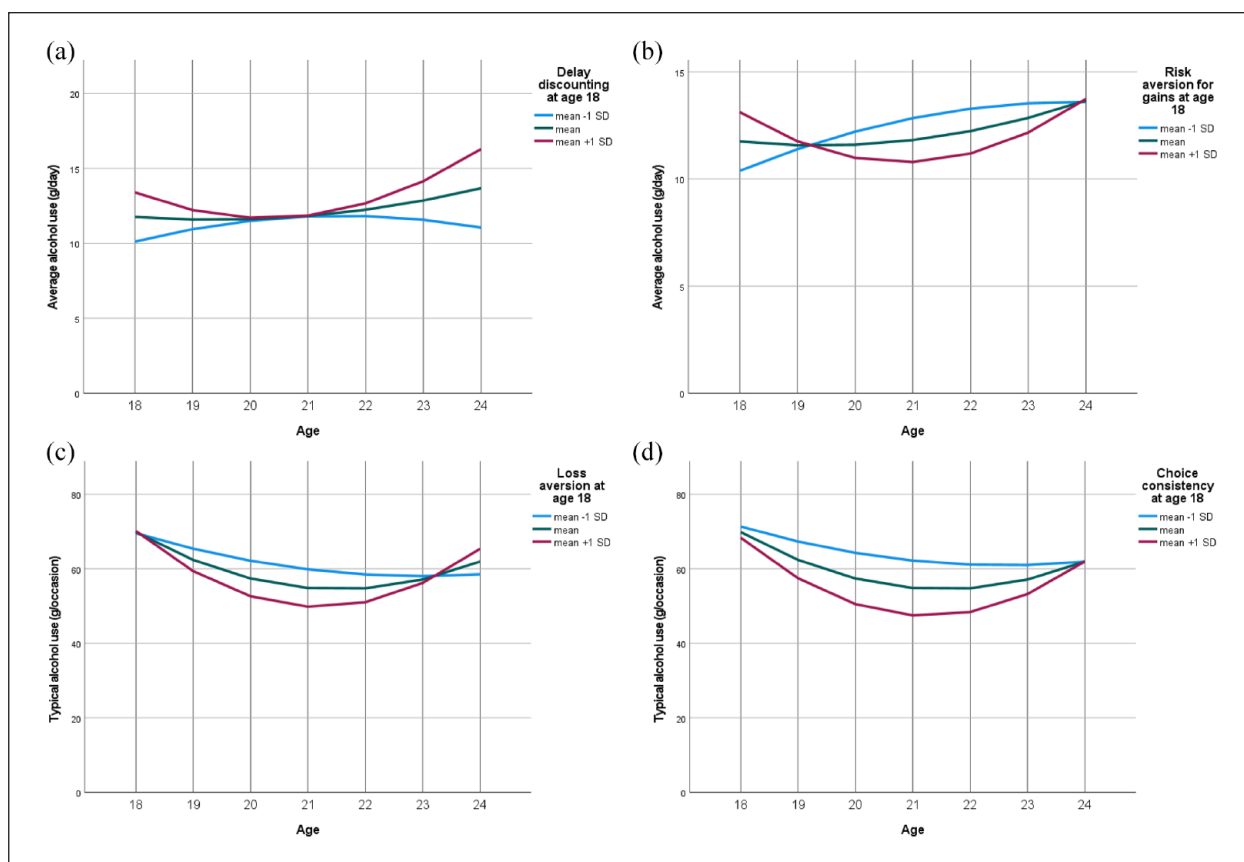 (a)
Delay
discounting
at age 18
mean -1 SD
mean
mean +1 SD
Average alcohol use (g/day)
20
15
10
5
0
18 19 20 21 22 23 24
Age
(b)
Risk
aversion for
gains at age
18
mean -1 SD
mean
mean +1 SD
Average alcohol use (g/day)
15
10
5
0
18 19 20 21 22 23 24
Age
(c)
Loss
aversion at
age 18
mean -1 SD
mean
mean +1 SD
Typical alcohol use (g/occasion)
80
60
40
20
0
18 19 20 21 22 23 24
Age
(d)
Choice
consistency
at age 18
mean -1 SD
mean
mean +1 SD
Typical alcohol use (g/occasion)
80
60
40
20
0
18 19 20 21 22 23 24
Age